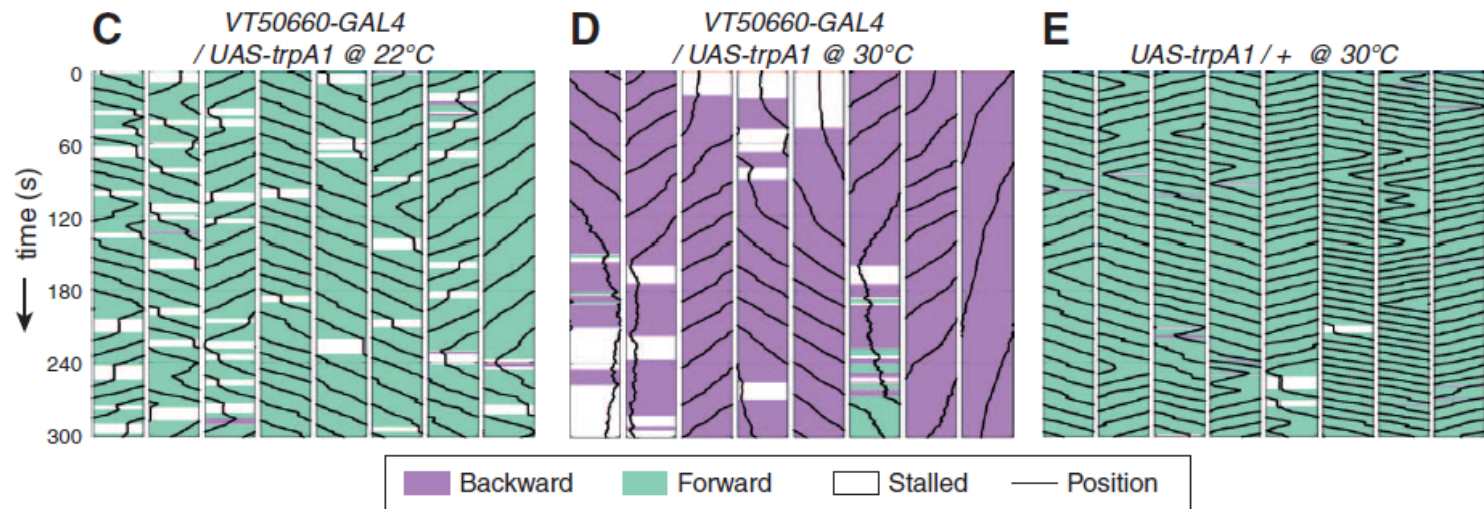 C
VT50660-GAL4
/ UAS-trpA1 @ 22°C
D
VT50660-GAL4
/ UAS-trpA1 @ 30°C
E
UAS-trpA1 / + @ 30°C
time (s)
0
60
120
180
240
300
Backward
Forward
Stalled
Position